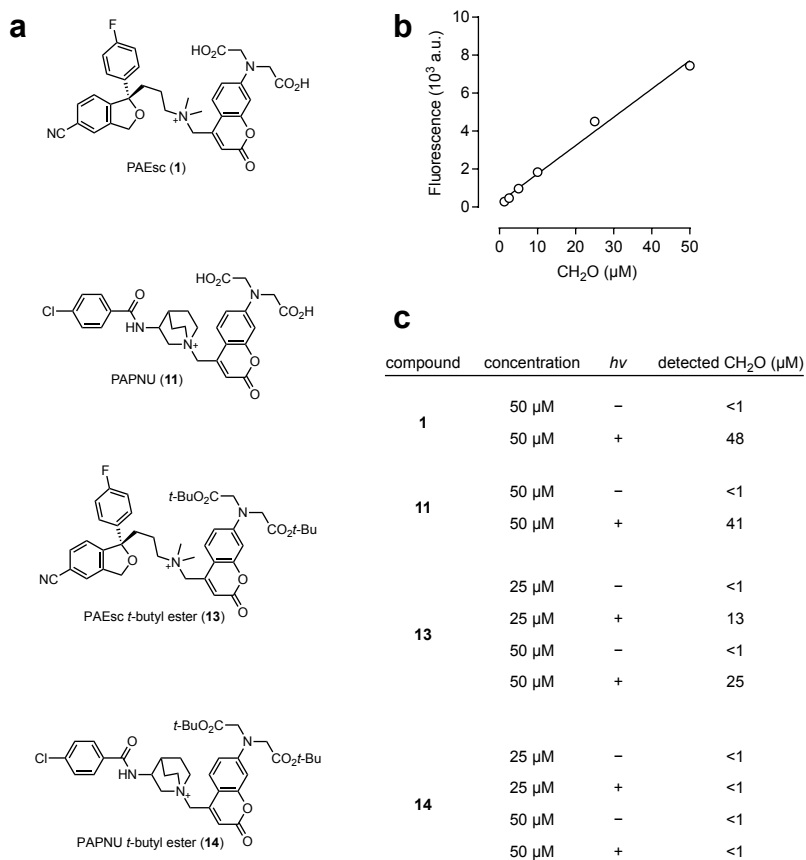 a
F
HO₂C
N
CO₂H
O
N+
NC
O
O
PAEsc (1)
HO₂C
N
CO₂H
O
Cl
HN
N+
O
O
PAPNU (11)
F
t-BuO₂C
N
CO₂t-Bu
O
N+
NC
O
O
PAEsc t-butyl ester (13)
t-BuO₂C
N
CO₂t-Bu
O
Cl
HN
N+
O
O
PAPNU t-butyl ester (14)
b
Fluorescence (10³ a.u.)
10
8
6
4
2
0
0 10 20 30 40 50
CH₂O (µM)
c
compound concentration hν detected CH₂O (µM)
1
50 µM − <1
50 µM + 48
11
50 µM − <1
50 µM + 41
13
25 µM − <1
25 µM + 13
50 µM − <1
50 µM + 25
14
25 µM − <1
25 µM + <1
50 µM − <1
50 µM + <1